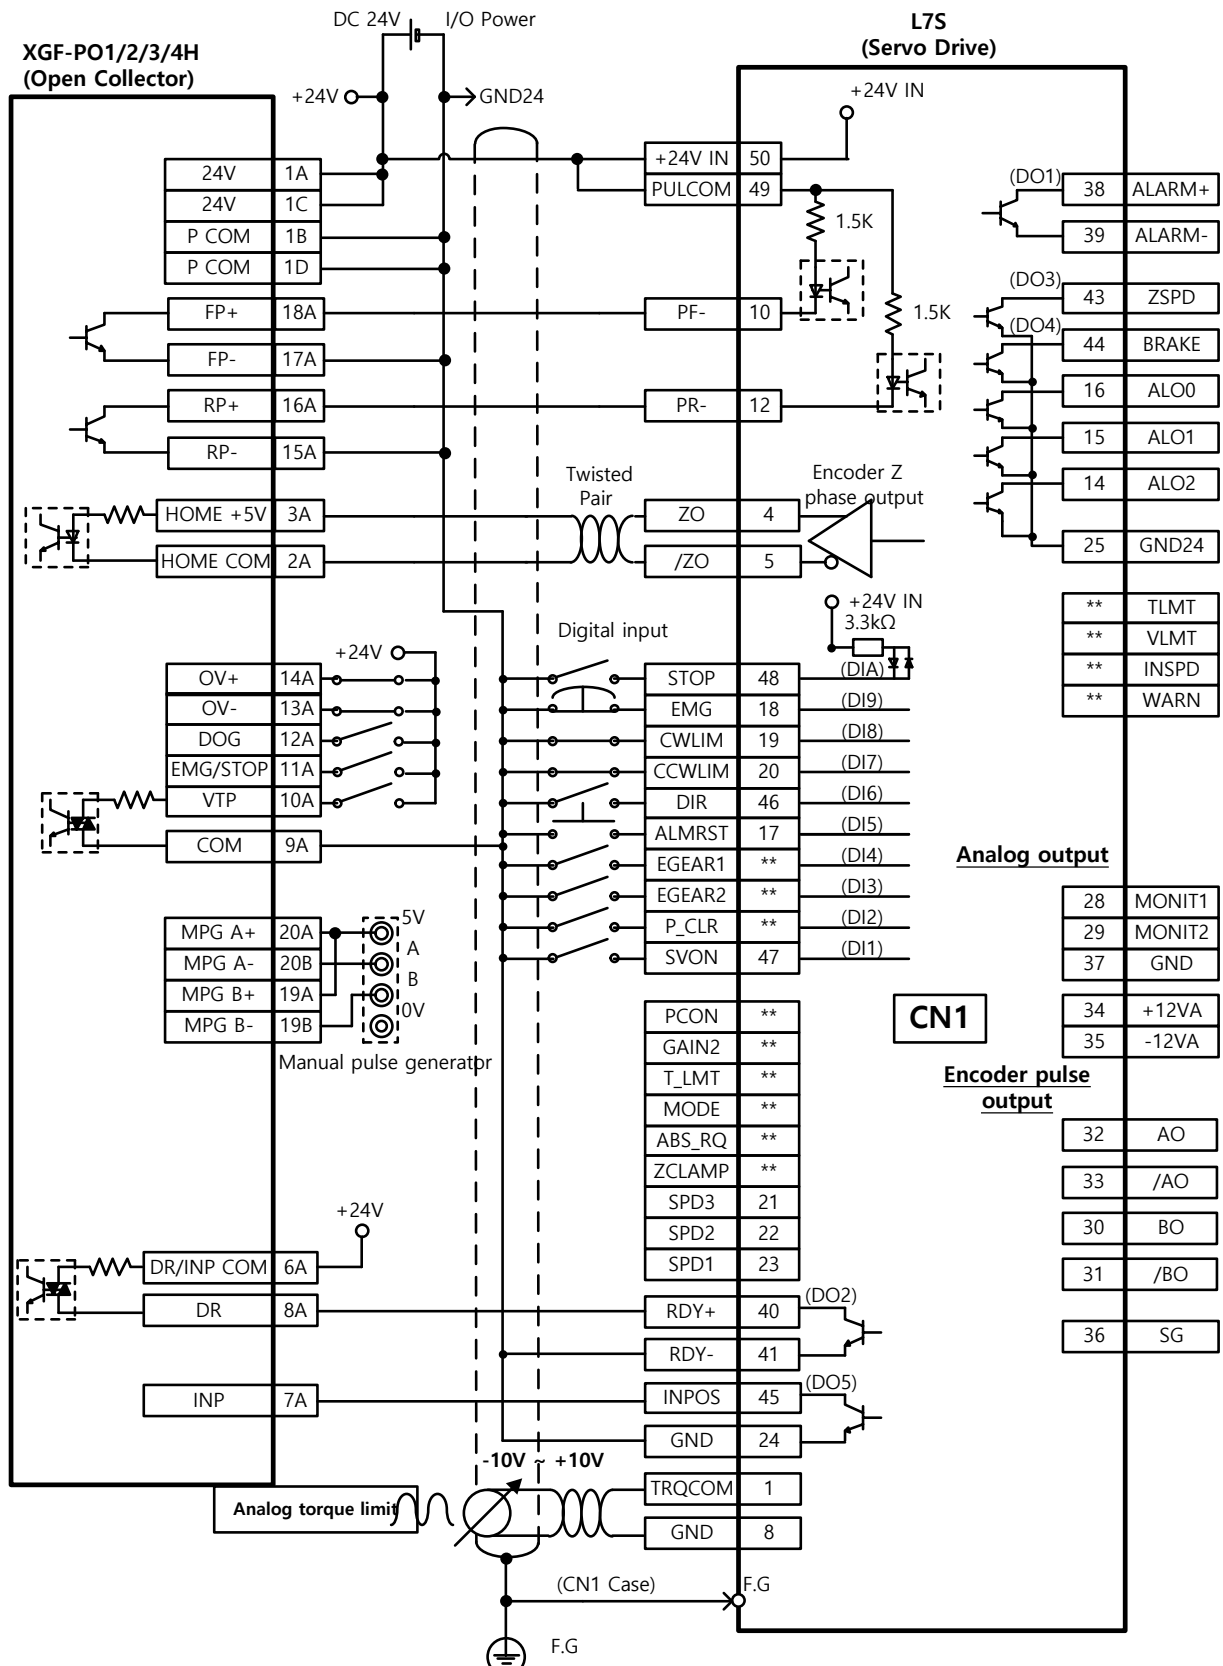 DC 24V
I/O Power
L7S
(Servo Drive)
XGF-PO1/2/3/4H
(Open Collector)
+24V
GND24
+24V IN
24V 1A
24V 1C
P COM 1B
P COM 1D
FP+ 18A
FP- 17A
RP+ 16A
RP- 15A
HOME +5V 3A
HOME COM 2A
+24V
OV+ 14A
OV- 13A
DOG 12A
EMG/STOP 11A
VTP 10A
COM 9A
MPG A+ 20A
MPG A- 20B
MPG B+ 19A
MPG B- 19B
5V
A
B
0V
Manual pulse generator
+24V
DR/INP COM 6A
DR 8A
INP 7A
Analog torque limit
-10V ~ +10V
Twisted
Pair
Digital input
+24V IN 50
PULCOM 49
1.5K
1.5K
PF- 10
PR- 12
Encoder Z
phase output
ZO 4
/ZO 5
+24V IN
3.3kΩ
STOP 48 (DIA)
EMG 18 (DI9)
CWLIM 19 (DI8)
CCWLIM 20 (DI7)
DIR 46 (DI6)
ALMRST 17 (DI5)
EGEAR1 ** (DI4)
EGEAR2 ** (DI3)
P_CLR ** (DI2)
SVON 47 (DI1)
PCON **
GAIN2 **
T_LMT **
MODE **
ABS_RQ **
ZCLAMP **
SPD3 21
SPD2 22
SPD1 23
RDY+ 40 (DO2)
RDY- 41
INPOS 45 (DO5)
GND 24
TRQCOM 1
GND 8
(CN1 Case)
F.G
F.G
CN1
(DO1) 38 ALARM+
39 ALARM-
(DO3) 43 ZSPD
(DO4) 44 BRAKE
16 ALO0
15 ALO1
14 ALO2
25 GND24
** TLMT
** VLMT
** INSPD
** WARN
Analog output
28 MONIT1
29 MONIT2
37 GND
34 +12VA
35 -12VA
Encoder pulse
output
32 AO
33 /AO
30 BO
31 /BO
36 SG